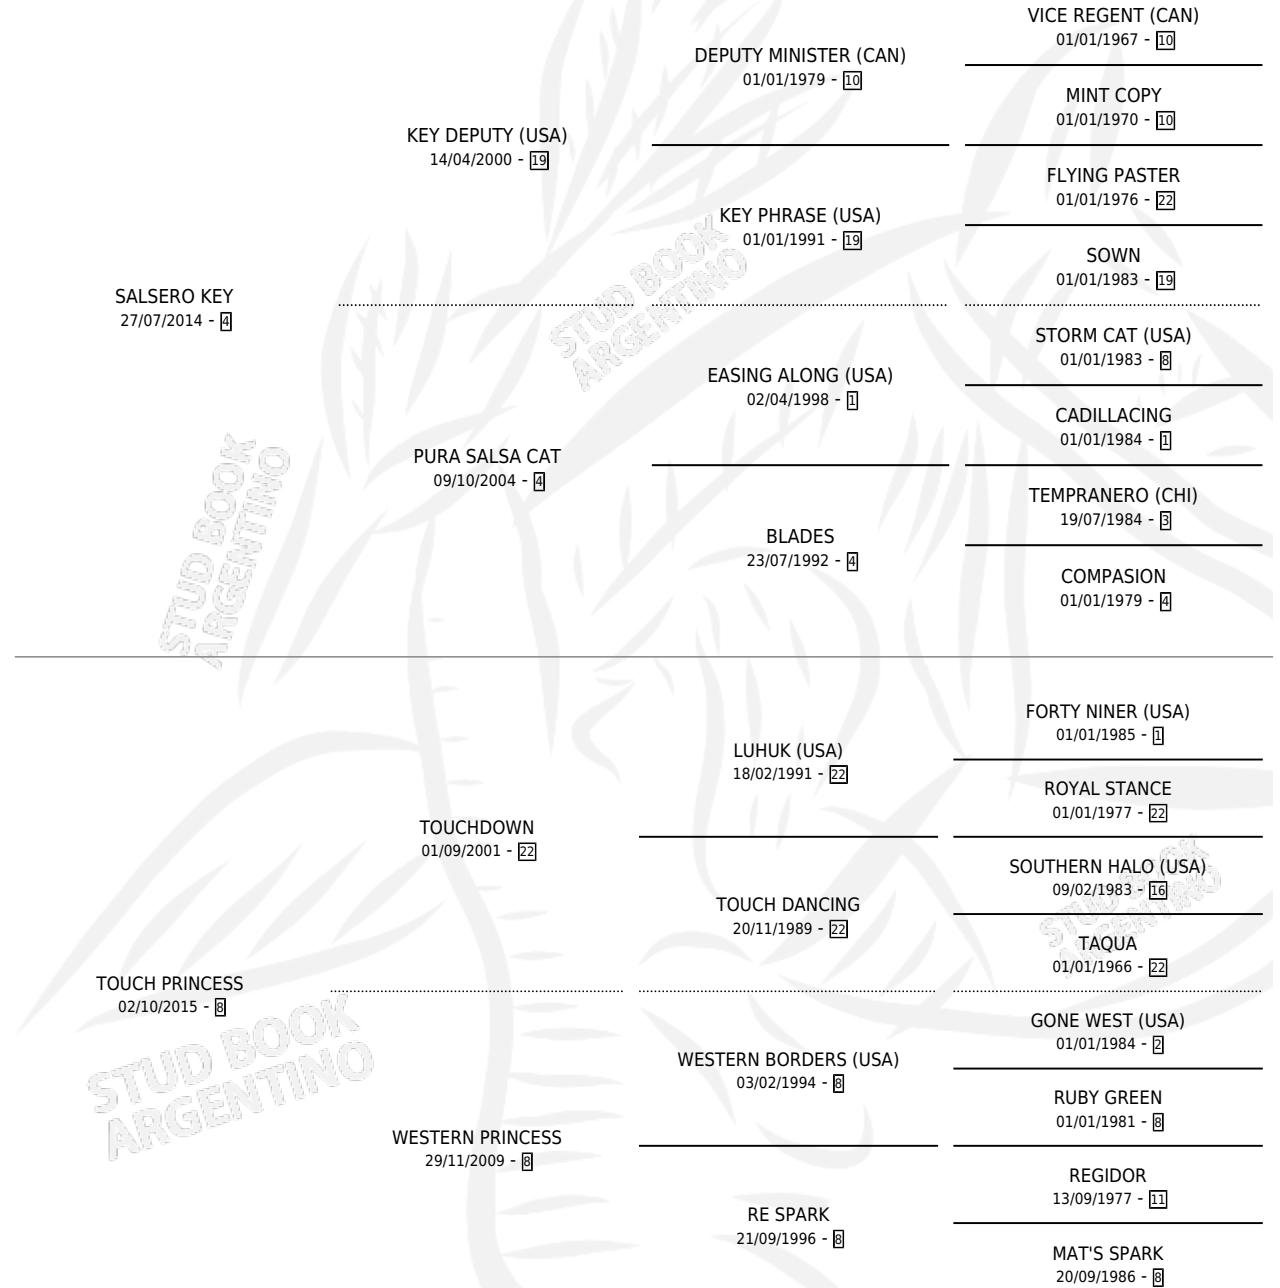 VICE REGENT (CAN)
01/01/1967 - 10
DEPUTY MINISTER (CAN)
01/01/1979 - 10
MINT COPY
01/01/1970 - 10
KEY DEPUTY (USA)
14/04/2000 - 19
FLYING PASTER
01/01/1976 - 22
KEY PHRASE (USA)
01/01/1991 - 19
SOWN
01/01/1983 - 19
SALSERO KEY
27/07/2014 - 4
STORM CAT (USA)
01/01/1983 - 8
EASING ALONG (USA)
02/04/1998 - 1
CADILLACING
01/01/1984 - 1
PURA SALSA CAT
09/10/2004 - 4
TEMPRANERO (CHI)
19/07/1984 - 3
BLADES
23/07/1992 - 4
COMPASION
01/01/1979 - 4
STUD BOOK
ARGENTINO
STUD BOOK
ARGENTINO
FORTY NINER (USA)
01/01/1985 - 1
LUHUK (USA)
18/02/1991 - 22
ROYAL STANCE
01/01/1977 - 22
TOUCHDOWN
01/09/2001 - 22
SOUTHERN HALO (USA)
09/02/1983 - 16
TOUCH DANCING
20/11/1989 - 22
TAQUA
01/01/1966 - 22
TOUCH PRINCESS
02/10/2015 - 8
GONE WEST (USA)
01/01/1984 - 2
WESTERN BORDERS (USA)
03/02/1994 - 8
RUBY GREEN
01/01/1981 - 8
WESTERN PRINCESS
29/11/2009 - 8
REGIDOR
13/09/1977 - 11
RE SPARK
21/09/1996 - 8
MAT'S SPARK
20/09/1986 - 8
STUD BOOK
ARGENTINO
STUD BOOK
ARGENTINO